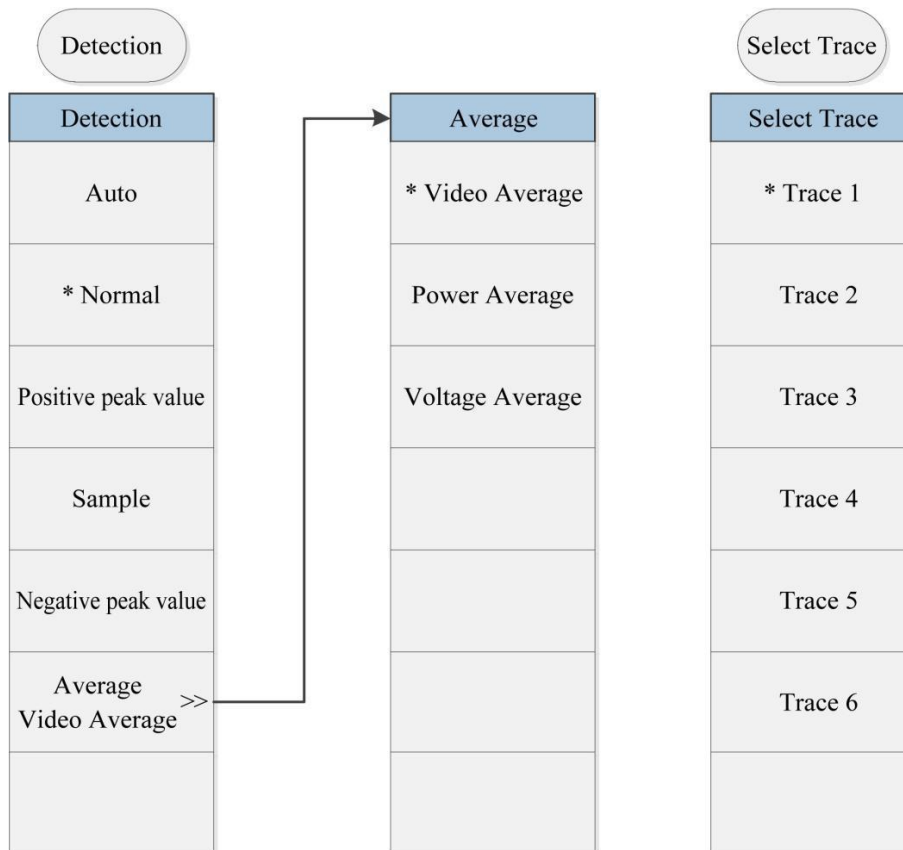 Detection
Detection
Auto
* Normal
Positive peak value
Sample
Negative peak value
Average
Video Average >>
Average
* Video Average
Power Average
Voltage Average
Select Trace
Select Trace
* Trace 1
Trace 2
Trace 3
Trace 4
Trace 5
Trace 6